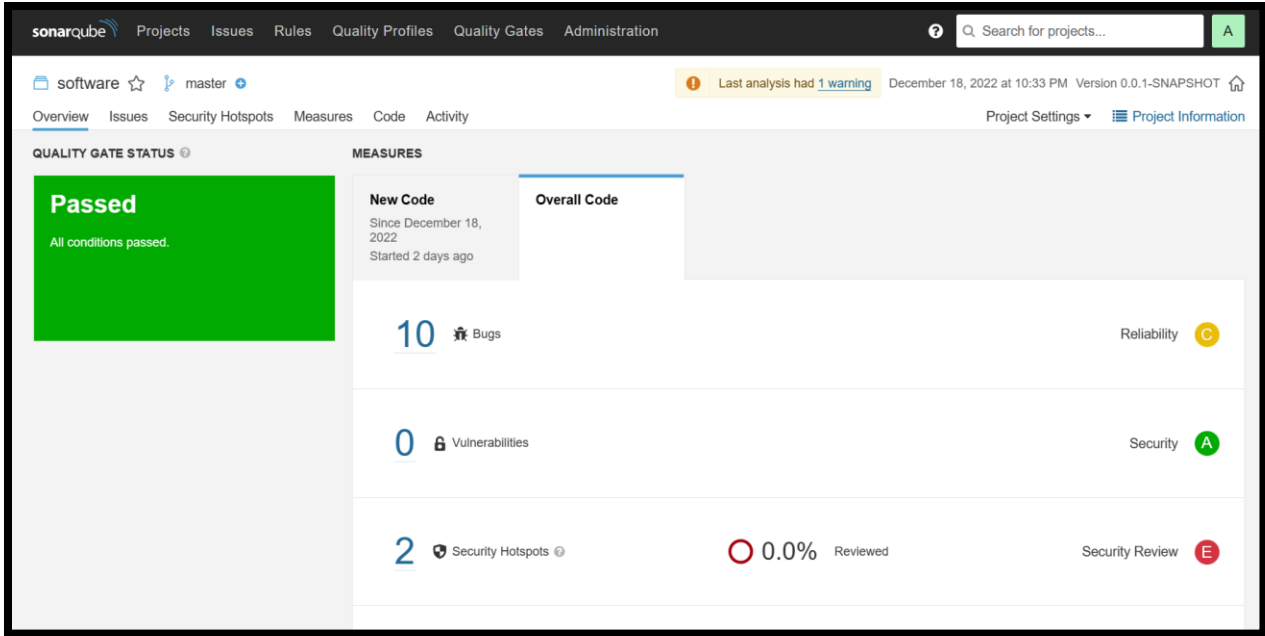 sonarqube Projects Issues Rules Quality Profiles Quality Gates Administration ? Search for projects... A
software master Last analysis had 1 warning December 18, 2022 at 10:33 PM Version 0.0.1-SNAPSHOT
Overview Issues Security Hotspots Measures Code Activity Project Settings Project Information
QUALITY GATE STATUS ? MEASURES
Passed
All conditions passed.
New Code
Since December 18,
2022
Started 2 days ago
Overall Code
10 Bugs Reliability C
0 Vulnerabilities Security A
2 Security Hotspots ? 0.0% Reviewed Security Review E